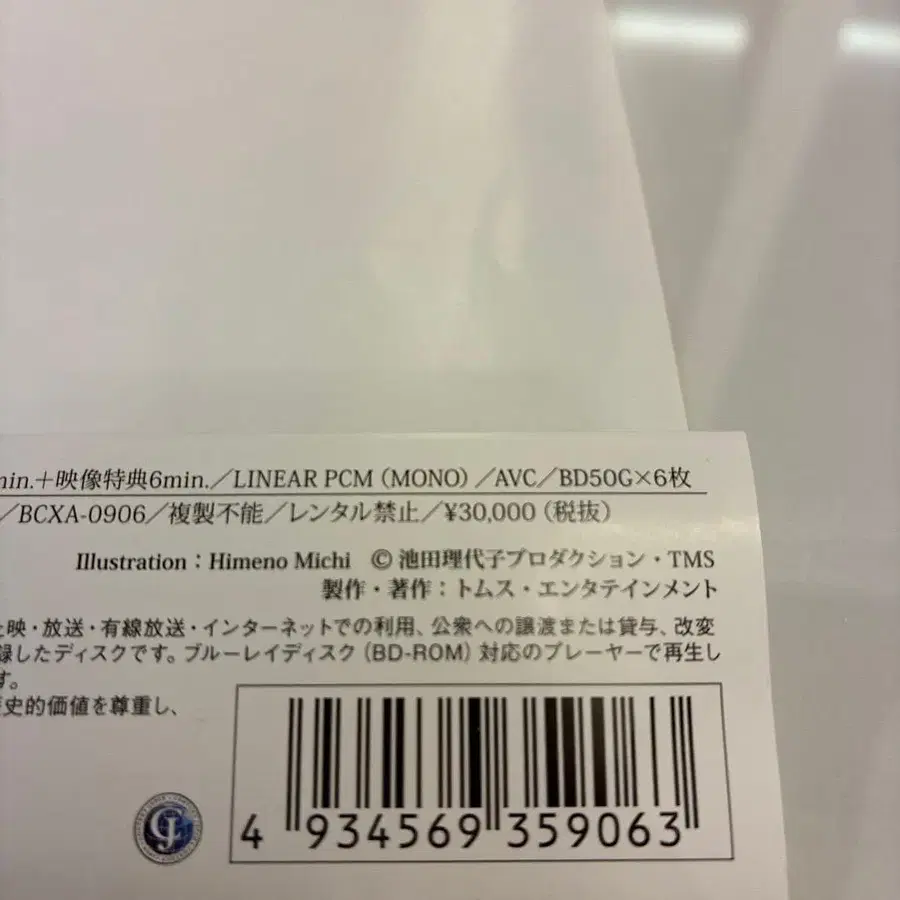 min.＋映像特典6min.／LINEAR PCM（MONO）／AVC／BD50G×6枚
／BCXA-0906／複製不能／レンタル禁止／¥30,000（税抜）
Illustration：Himeno Michi　© 池田理代子プロダクション・TMS
製作・著作：トムス・エンタテインメント
映・放送・有線放送・インターネットでの利用、公衆への譲渡または貸与、改変
録したディスクです。ブルーレイディスク（BD-ROM）対応のプレーヤーで再生し
す。
歴史的価値を尊重し、
4 934569 359063